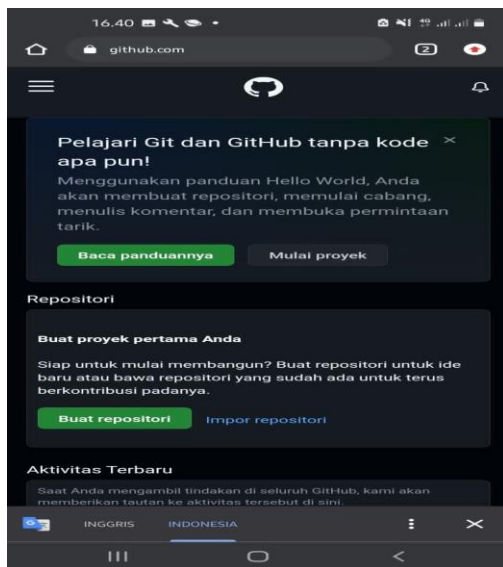 16.40
github.com
2
Pelajari Git dan GitHub tanpa kode
apa pun!
Menggunakan panduan Hello World, Anda
akan membuat repositori, memulai cabang,
menulis komentar, dan membuka permintaan
tarik.
Baca panduannya Mulai proyek
Repositori
Buat proyek pertama Anda
Siap untuk mulai membangun? Buat repositori untuk ide
baru atau bawa repositori yang sudah ada untuk terus
berkontribusi padanya.
Buat repositori Impor repositori
Aktivitas Terbaru
Saat Anda mengambil tindakan di seluruh GitHub, kami akan
memberikan tautan ke aktivitas tersebut di sini.
INGGRIS INDONESIA